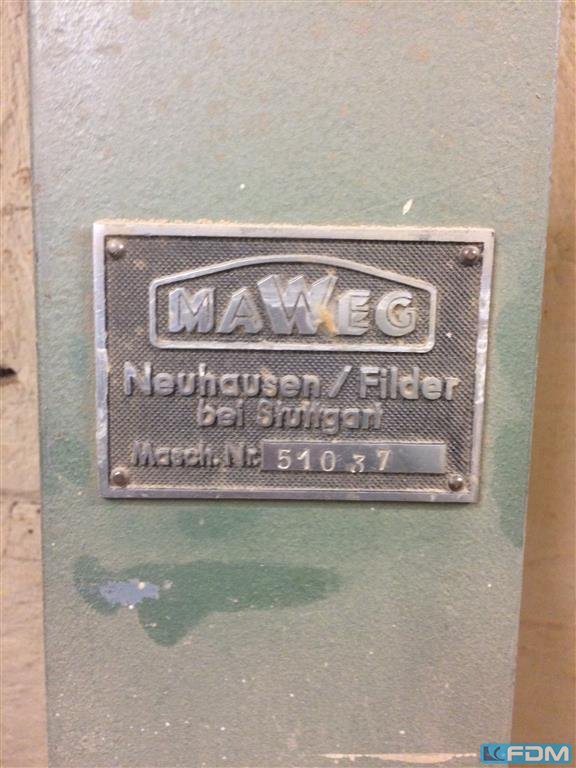 MAWEG
Neuhausen/Filder
bei Stuttgart
Masch. Nr. 51037
FDM